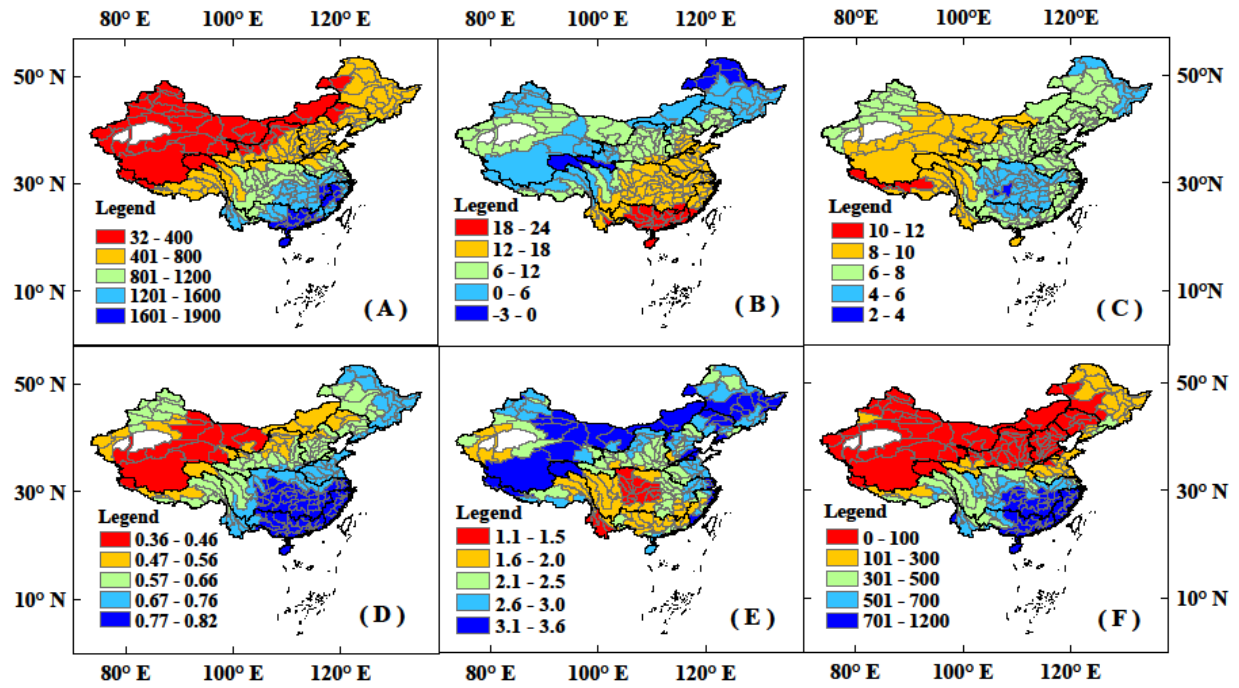 80° E 100° E 120° E 80° E 100° E 120° E 80° E 100° E 120° E
50° N
30° N
10° N
50° N
30° N
10°N
Legend
32 - 400
401 - 800
801 - 1200
1201 - 1600
1601 - 1900
( A )
Legend
18 - 24
12 - 18
6 - 12
0 - 6
-3 - 0
( B )
Legend
10 - 12
8 - 10
6 - 8
4 - 6
2 - 4
( C )
50° N
30° N
10° N
50° N
30° N
10° N
Legend
0.36 - 0.46
0.47 - 0.56
0.57 - 0.66
0.67 - 0.76
0.77 - 0.82
( D )
Legend
1.1 - 1.5
1.6 - 2.0
2.1 - 2.5
2.6 - 3.0
3.1 - 3.6
( E )
Legend
0 - 100
101 - 300
301 - 500
501 - 700
701 - 1200
( F )
80° E 100° E 120° E 80° E 100° E 120° E 80° E 100° E 120° E